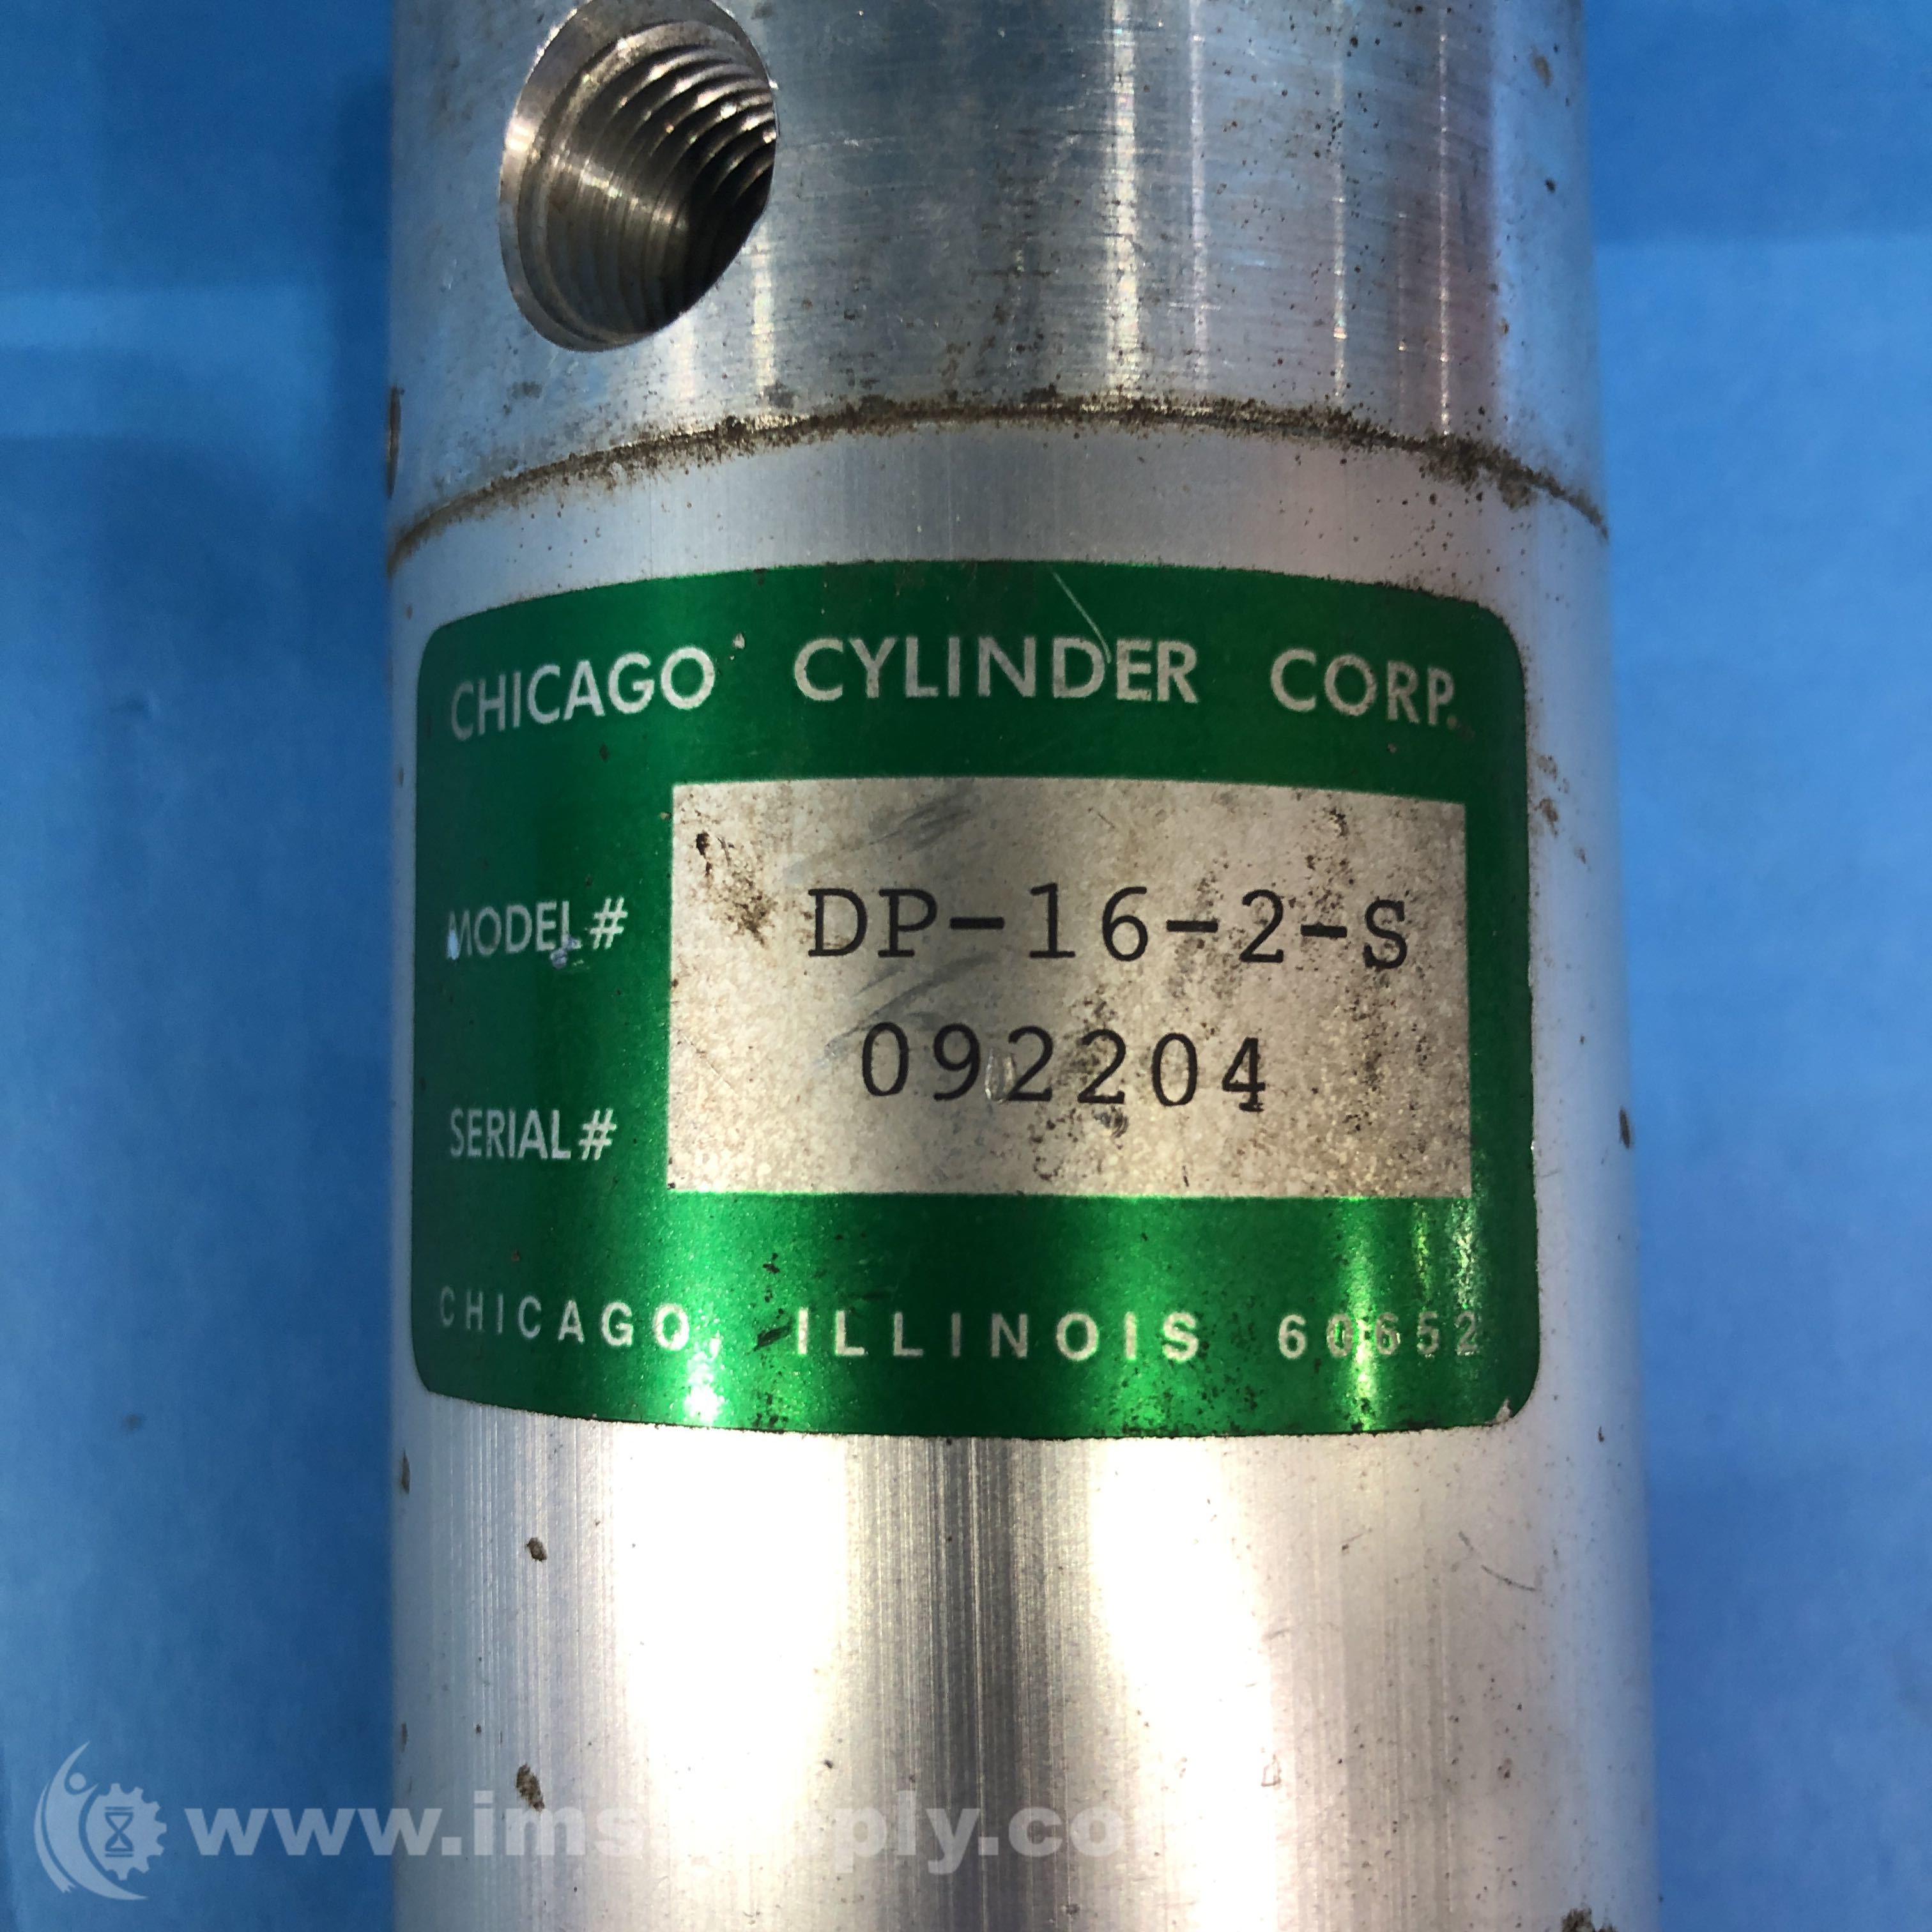 CHICAGO CYLINDER CORP.
MODEL # DP-16-2-S
092204
SERIAL #
CHICAGO, ILLINOIS 60652